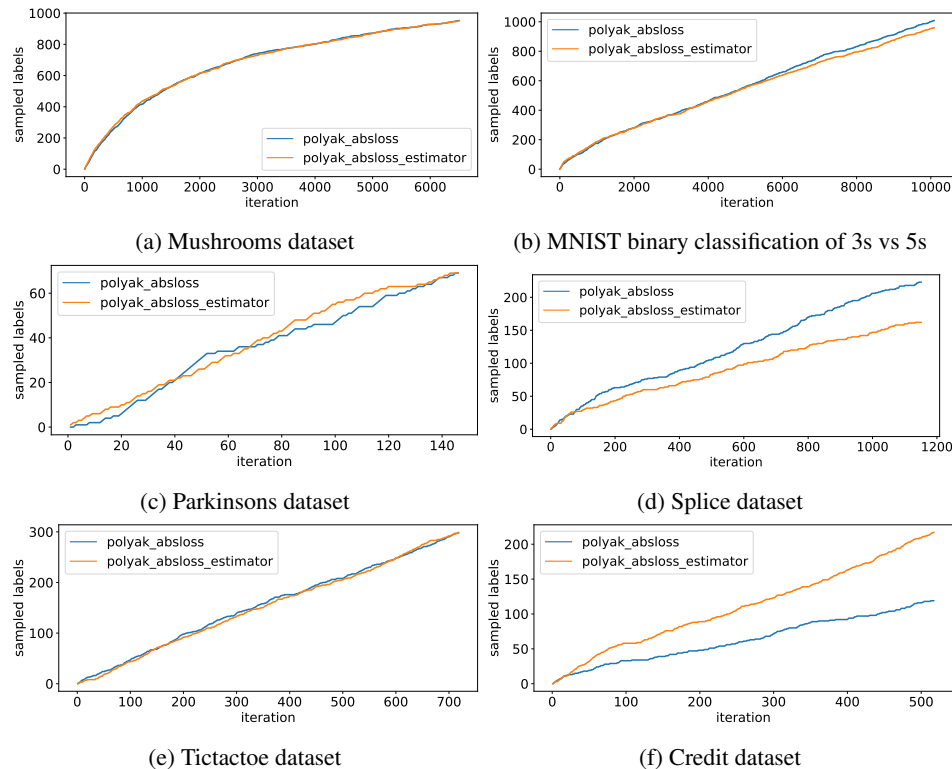 1000
800
600
400
200
0
sampled labels
polyak_absloss
polyak_absloss_estimator
0 1000 2000 3000 4000 5000 6000
iteration
(a) Mushrooms dataset
1000
800
600
400
200
0
sampled labels
polyak_absloss
polyak_absloss_estimator
0 2000 4000 6000 8000 10000
iteration
(b) MNIST binary classification of 3s vs 5s
60
40
20
0
sampled labels
polyak_absloss
polyak_absloss_estimator
0 20 40 60 80 100 120 140
iteration
(c) Parkinsons dataset
200
150
100
50
0
sampled labels
polyak_absloss
polyak_absloss_estimator
0 200 400 600 800 1000 1200
iteration
(d) Splice dataset
300
200
100
0
sampled labels
polyak_absloss
polyak_absloss_estimator
0 100 200 300 400 500 600 700
iteration
(e) Tictactoe dataset
200
150
100
50
0
sampled labels
polyak_absloss
polyak_absloss_estimator
0 100 200 300 400 500
iteration
(f) Credit dataset